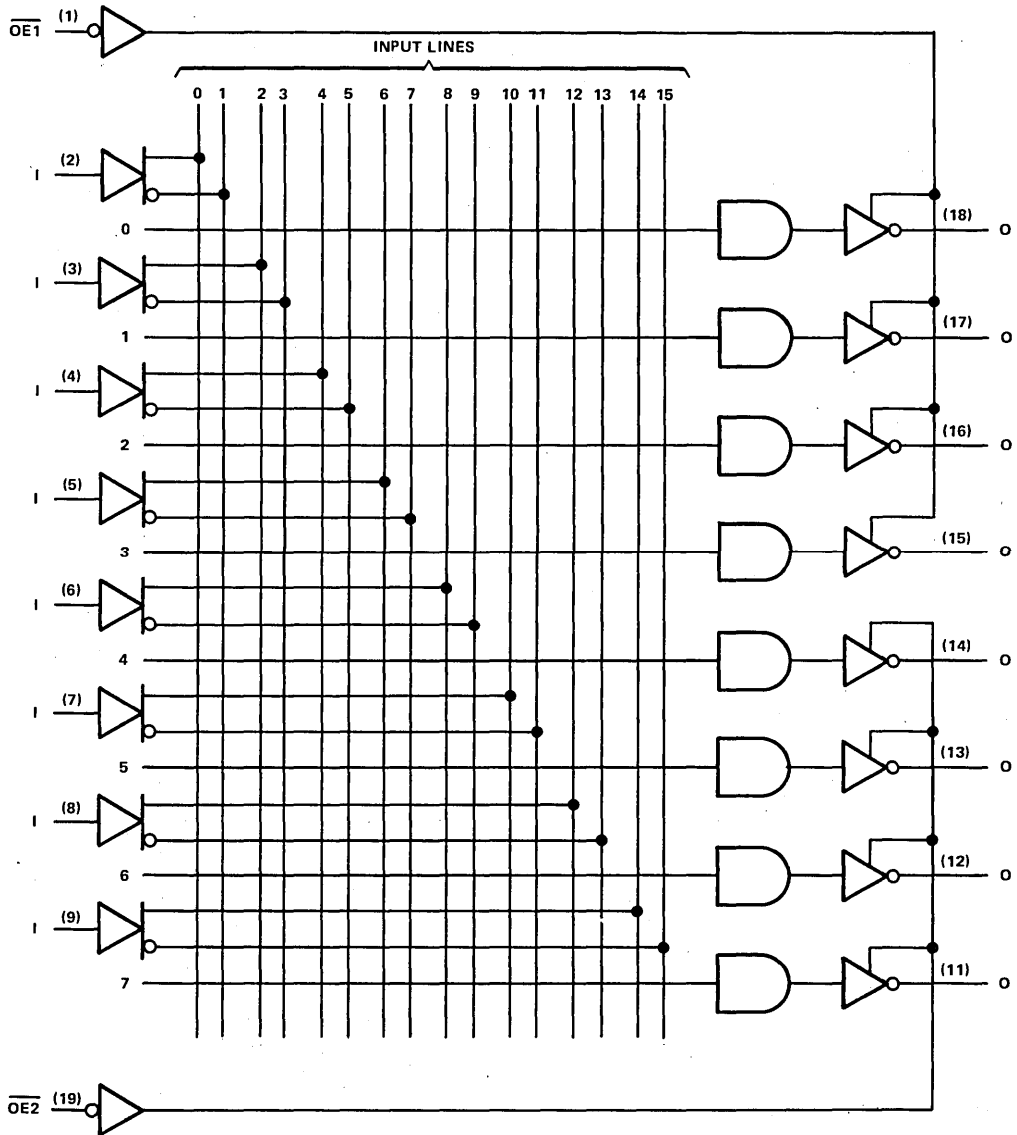 OE1 (1)
INPUT LINES
0 1 2 3 4 5 6 7 8 9 10 11 12 13 14 15
I (2)
0 (18) O
I (3)
1 (17) O
I (4)
2 (16) O
I (5)
3 (15) O
I (6)
4 (14) O
I (7)
5 (13) O
I (8)
6 (12) O
I (9)
7 (11) O
OE2 (19)